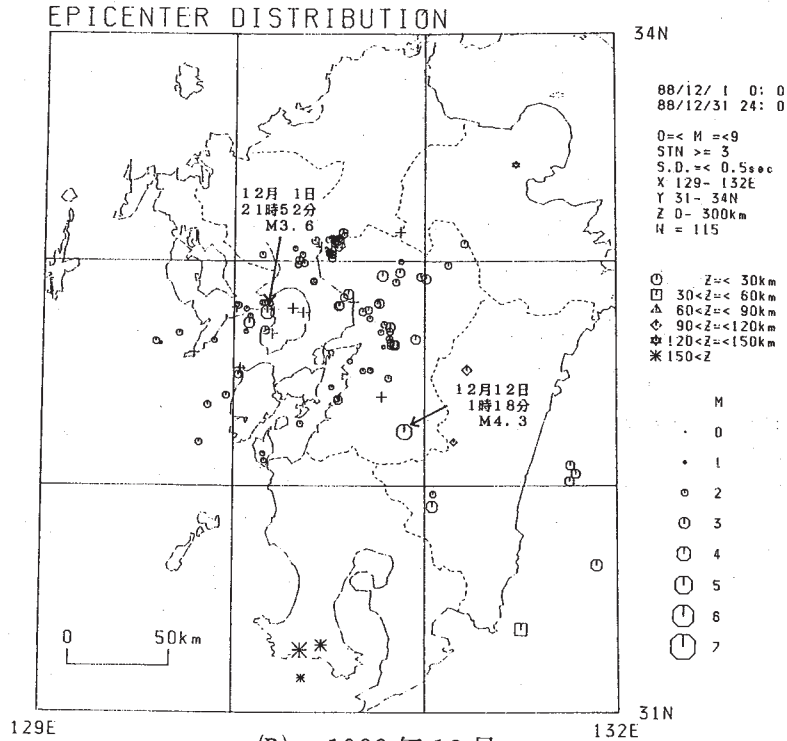 EPICENTER DISTRIBUTION
34N
88/12/ 1 0: 0
88/12/31 24: 0
0=< M =<9
STN >= 3
S.D.=< 0.5sec
X 129- 132E
Y 31- 34N
Z 0- 300km
N = 115
12月 1日
21時52分
M3.6
Z=< 30km
30<Z=< 60km
60<Z=< 90km
90<Z=<120km
120<Z=<150km
150<Z
12月12日
1時18分
M4.3
M
0
1
2
3
4
5
6
7
0 50km
31N
129E
132E